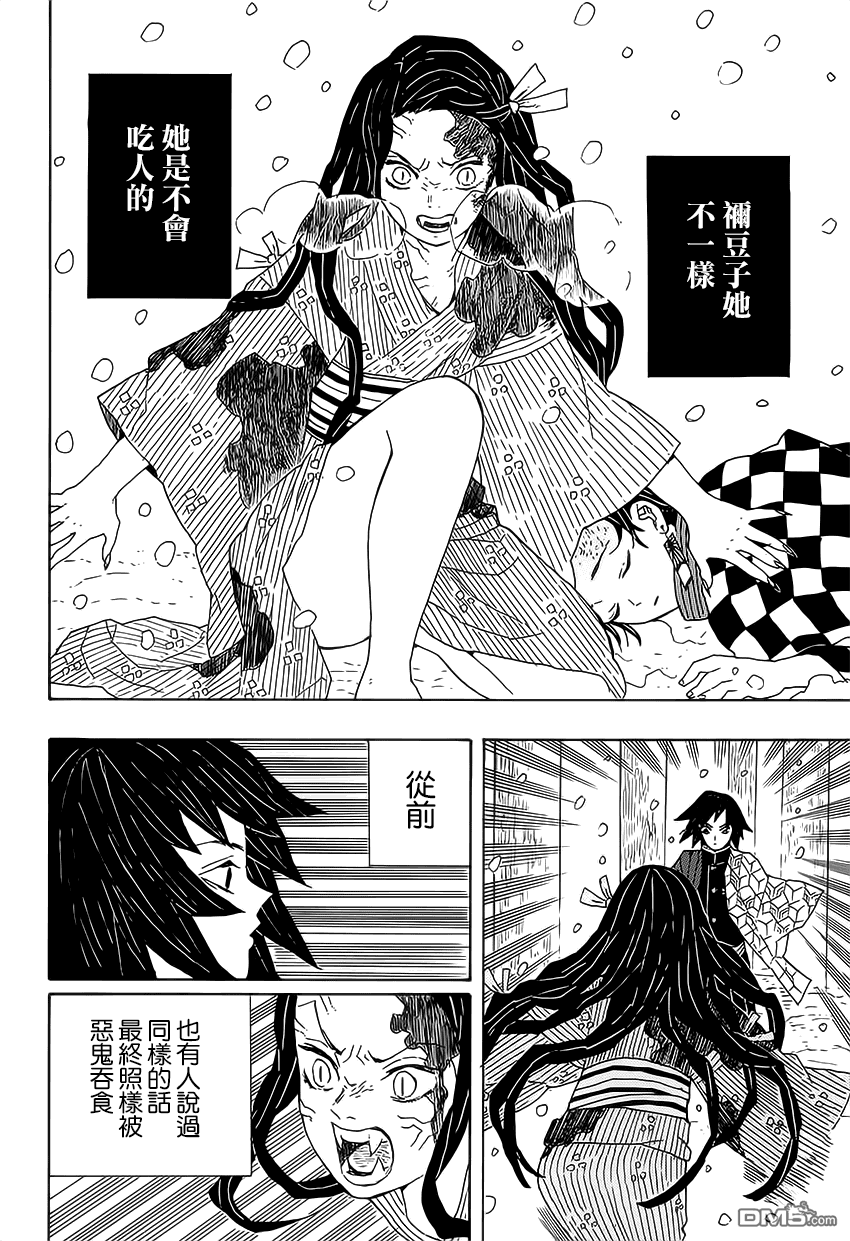 禰豆子她
不一樣
她是不會
吃人的
從前
也有人說過
同樣的話
最終照樣被
惡鬼吞食
DM5.com